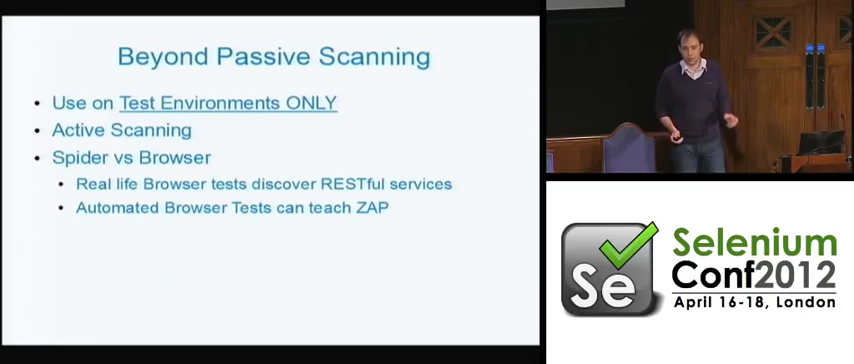 Beyond Passive Scanning
• Use on Test Environments ONLY
• Active Scanning
• Spider vs Browser
• Real life Browser tests discover RESTful services
• Automated Browser Tests can teach ZAP
Se
Selenium
Conf2012
April 16-18, London